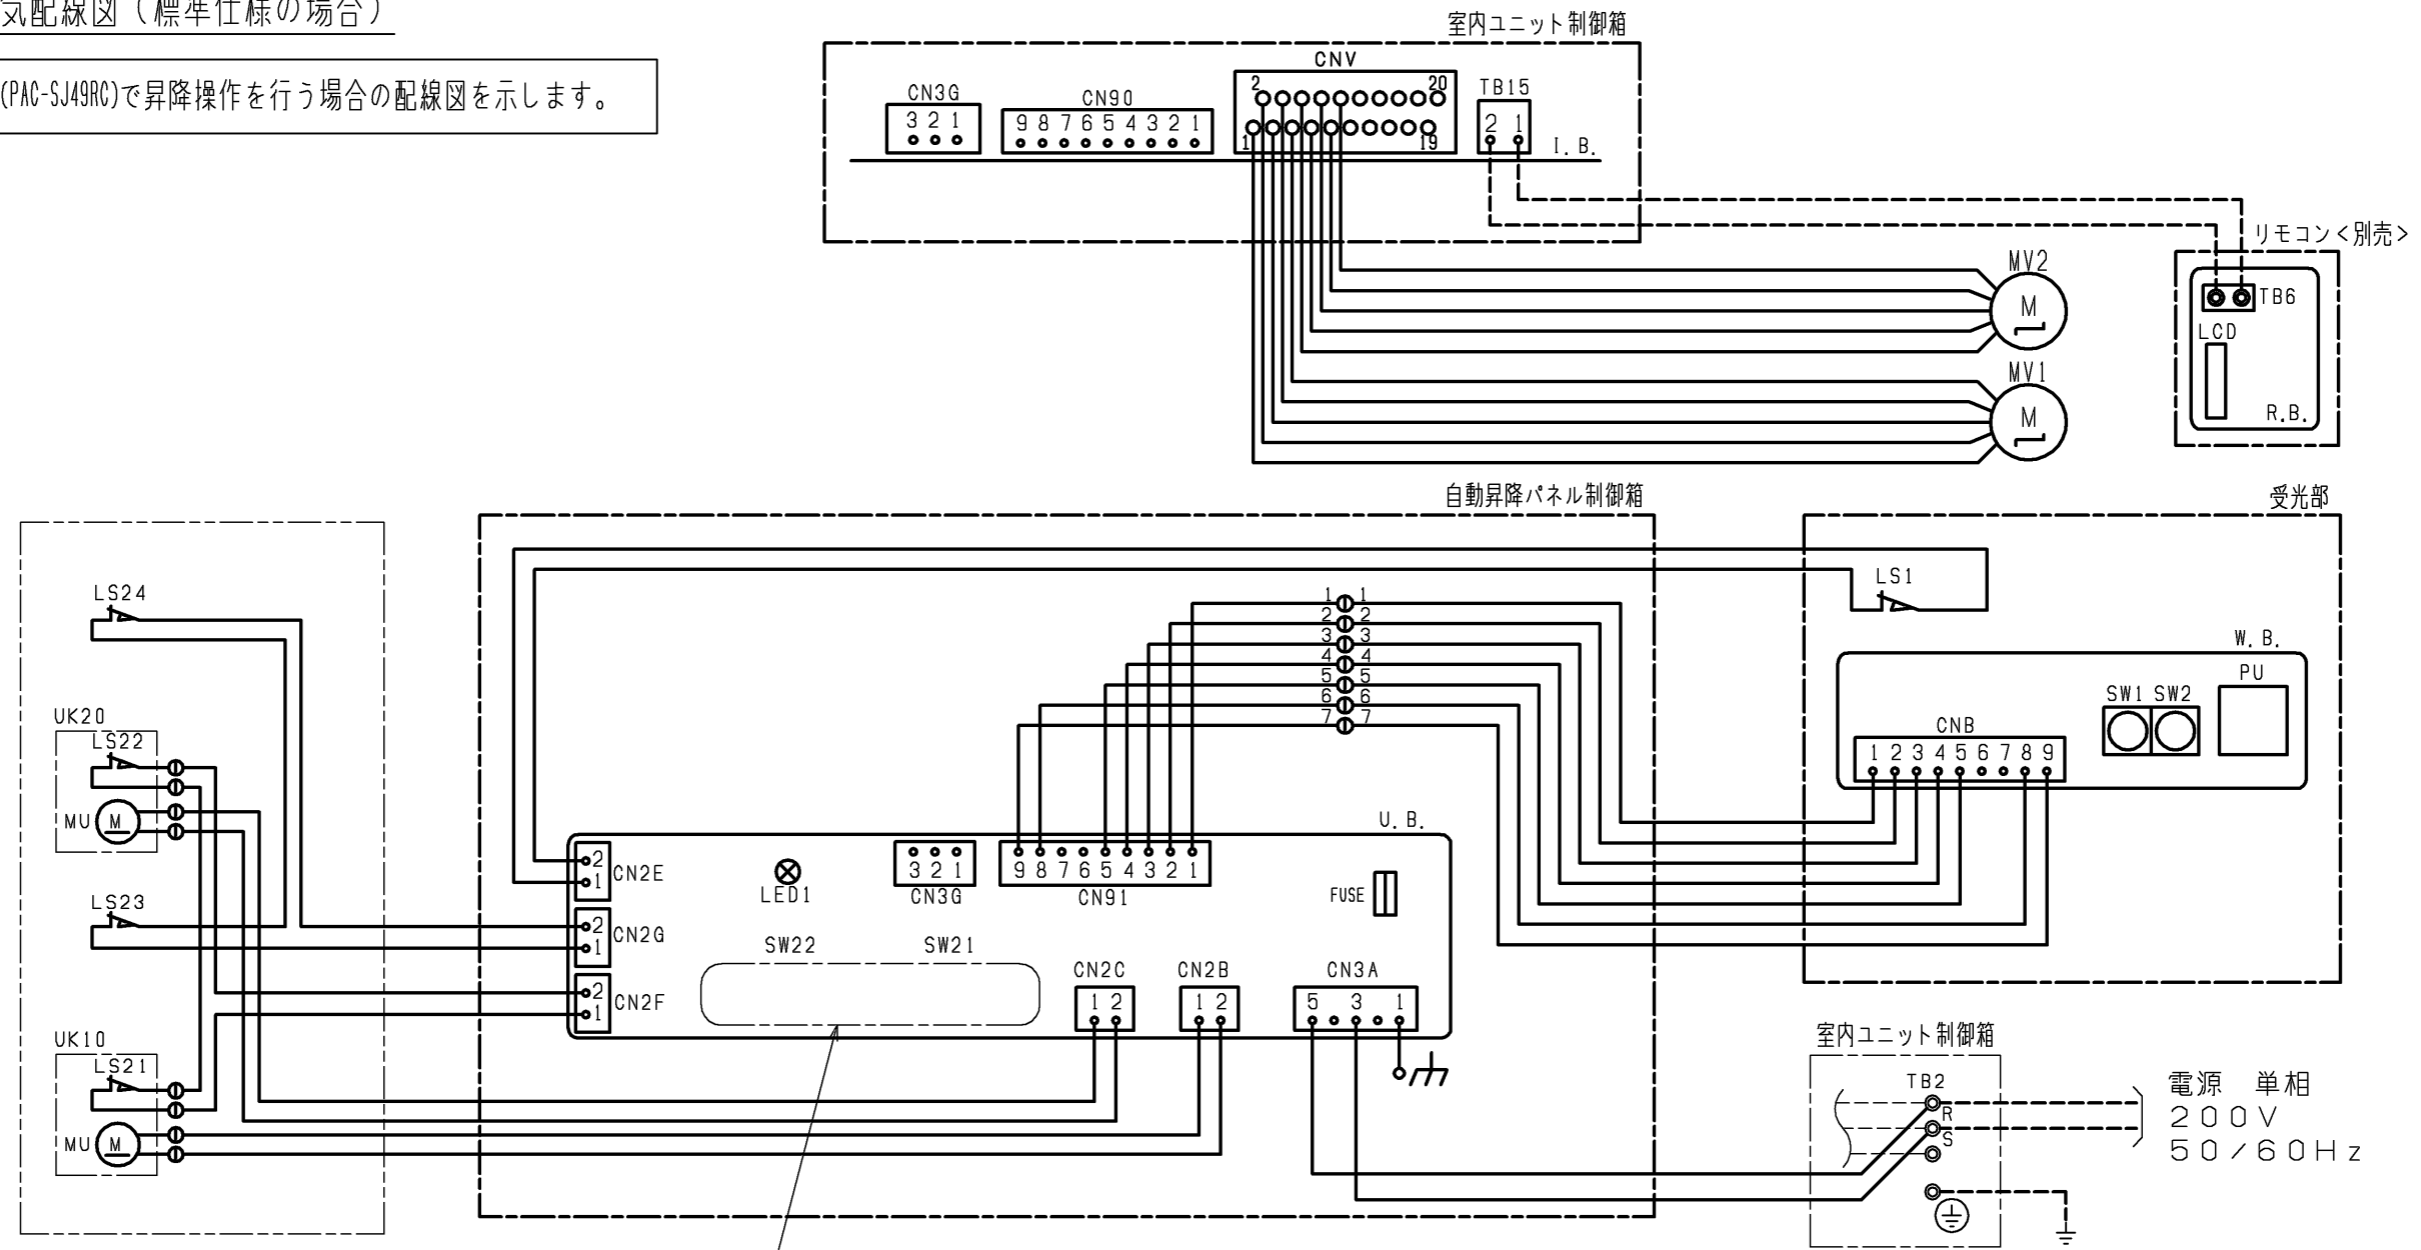 気配線図(標準仕様の場合)
(PAC-SJ49RC)で昇降操作を行う場合の配線図を示します。
室内ユニット制御箱
CNV
2 20
1 19
CN3G
3 2 1
CN90
9 8 7 6 5 4 3 2 1
TB15
2 1
I.B.
リモコン<別売>
TB6
LCD
R.B.
MV2
M
MV1
M
自動昇降パネル制御箱
受光部
LS24
LS1
1 1
2 2
3 3
4 4
5 5
6 6
7 7
W.B.
PU
SW1 SW2
CNB
1 2 3 4 5 6 7 8 9
UK20
LS22
MU M
U.B.
2
1
CN2E
LED1
3 2 1
CN3G
9 8 7 6 5 4 3 2 1
CN91
FUSE
LS23
2
1
CN2G
SW22 SW21
2
1
CN2F
CN2C
1 2
CN2B
1 2
CN3A
5 3 1
UK10
LS21
MU M
室内ユニット制御箱
TB2
R
S
電源 単相
200V
50/60Hz